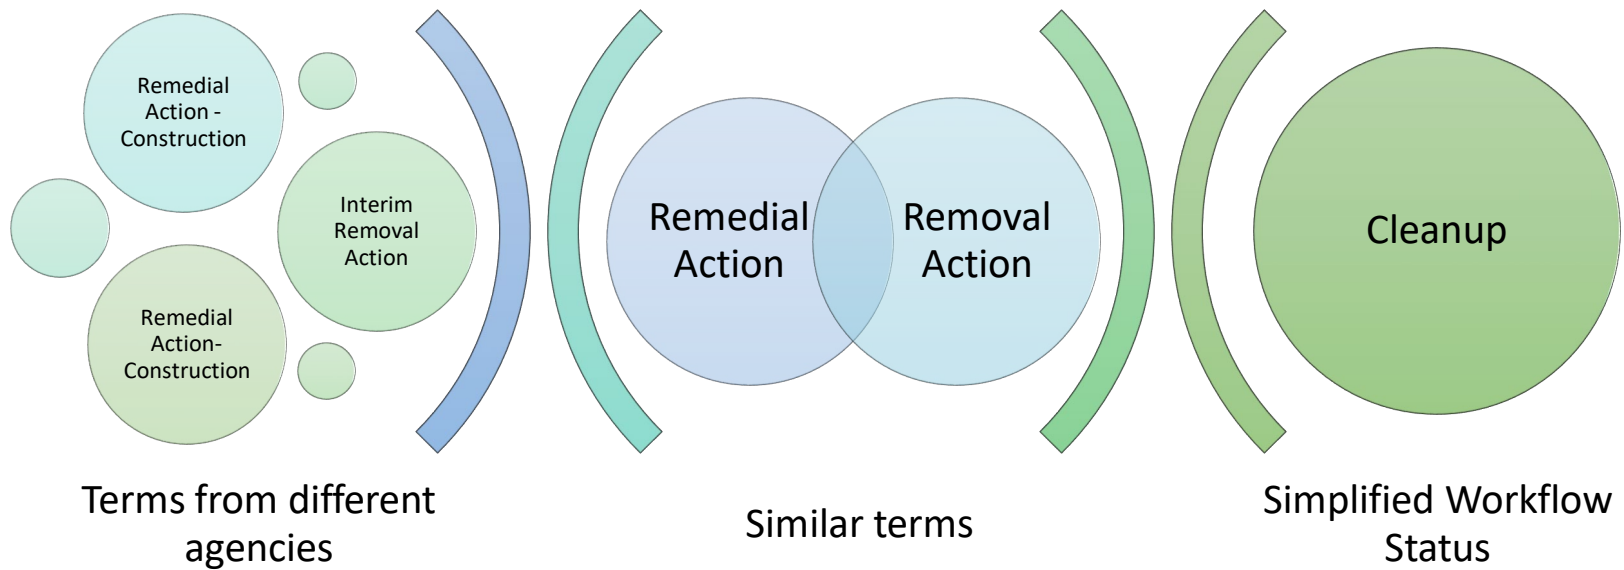 Remedial
Action -
Construction
Interim
Removal
Action
Remedial
Action-
Construction
Terms from different
agencies
Remedial
Action
Removal
Action
Similar terms
Cleanup
Simplified Workflow
Status